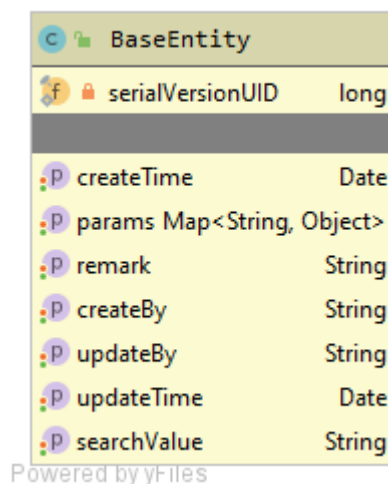 C BaseEntity
f serialVersionUID long
P createTime Date
P params Map<String, Object>
P remark String
P createBy String
P updateBy String
P updateTime Date
P searchValue String
Powered by yFiles